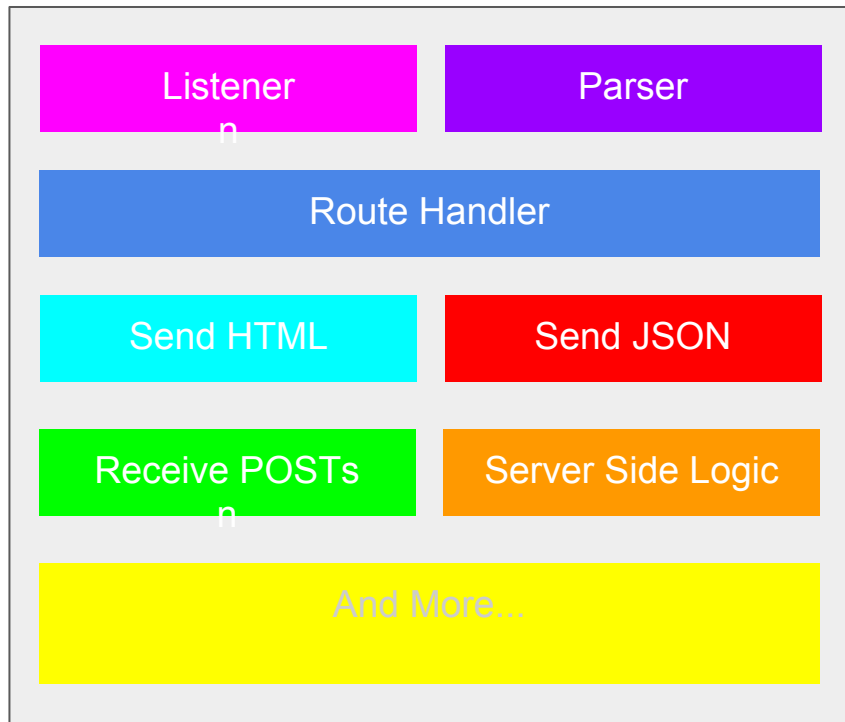 Listener
n
Parser
Route Handler
Send HTML
Send JSON
Receive POSTs
n
Server Side Logic
And More...